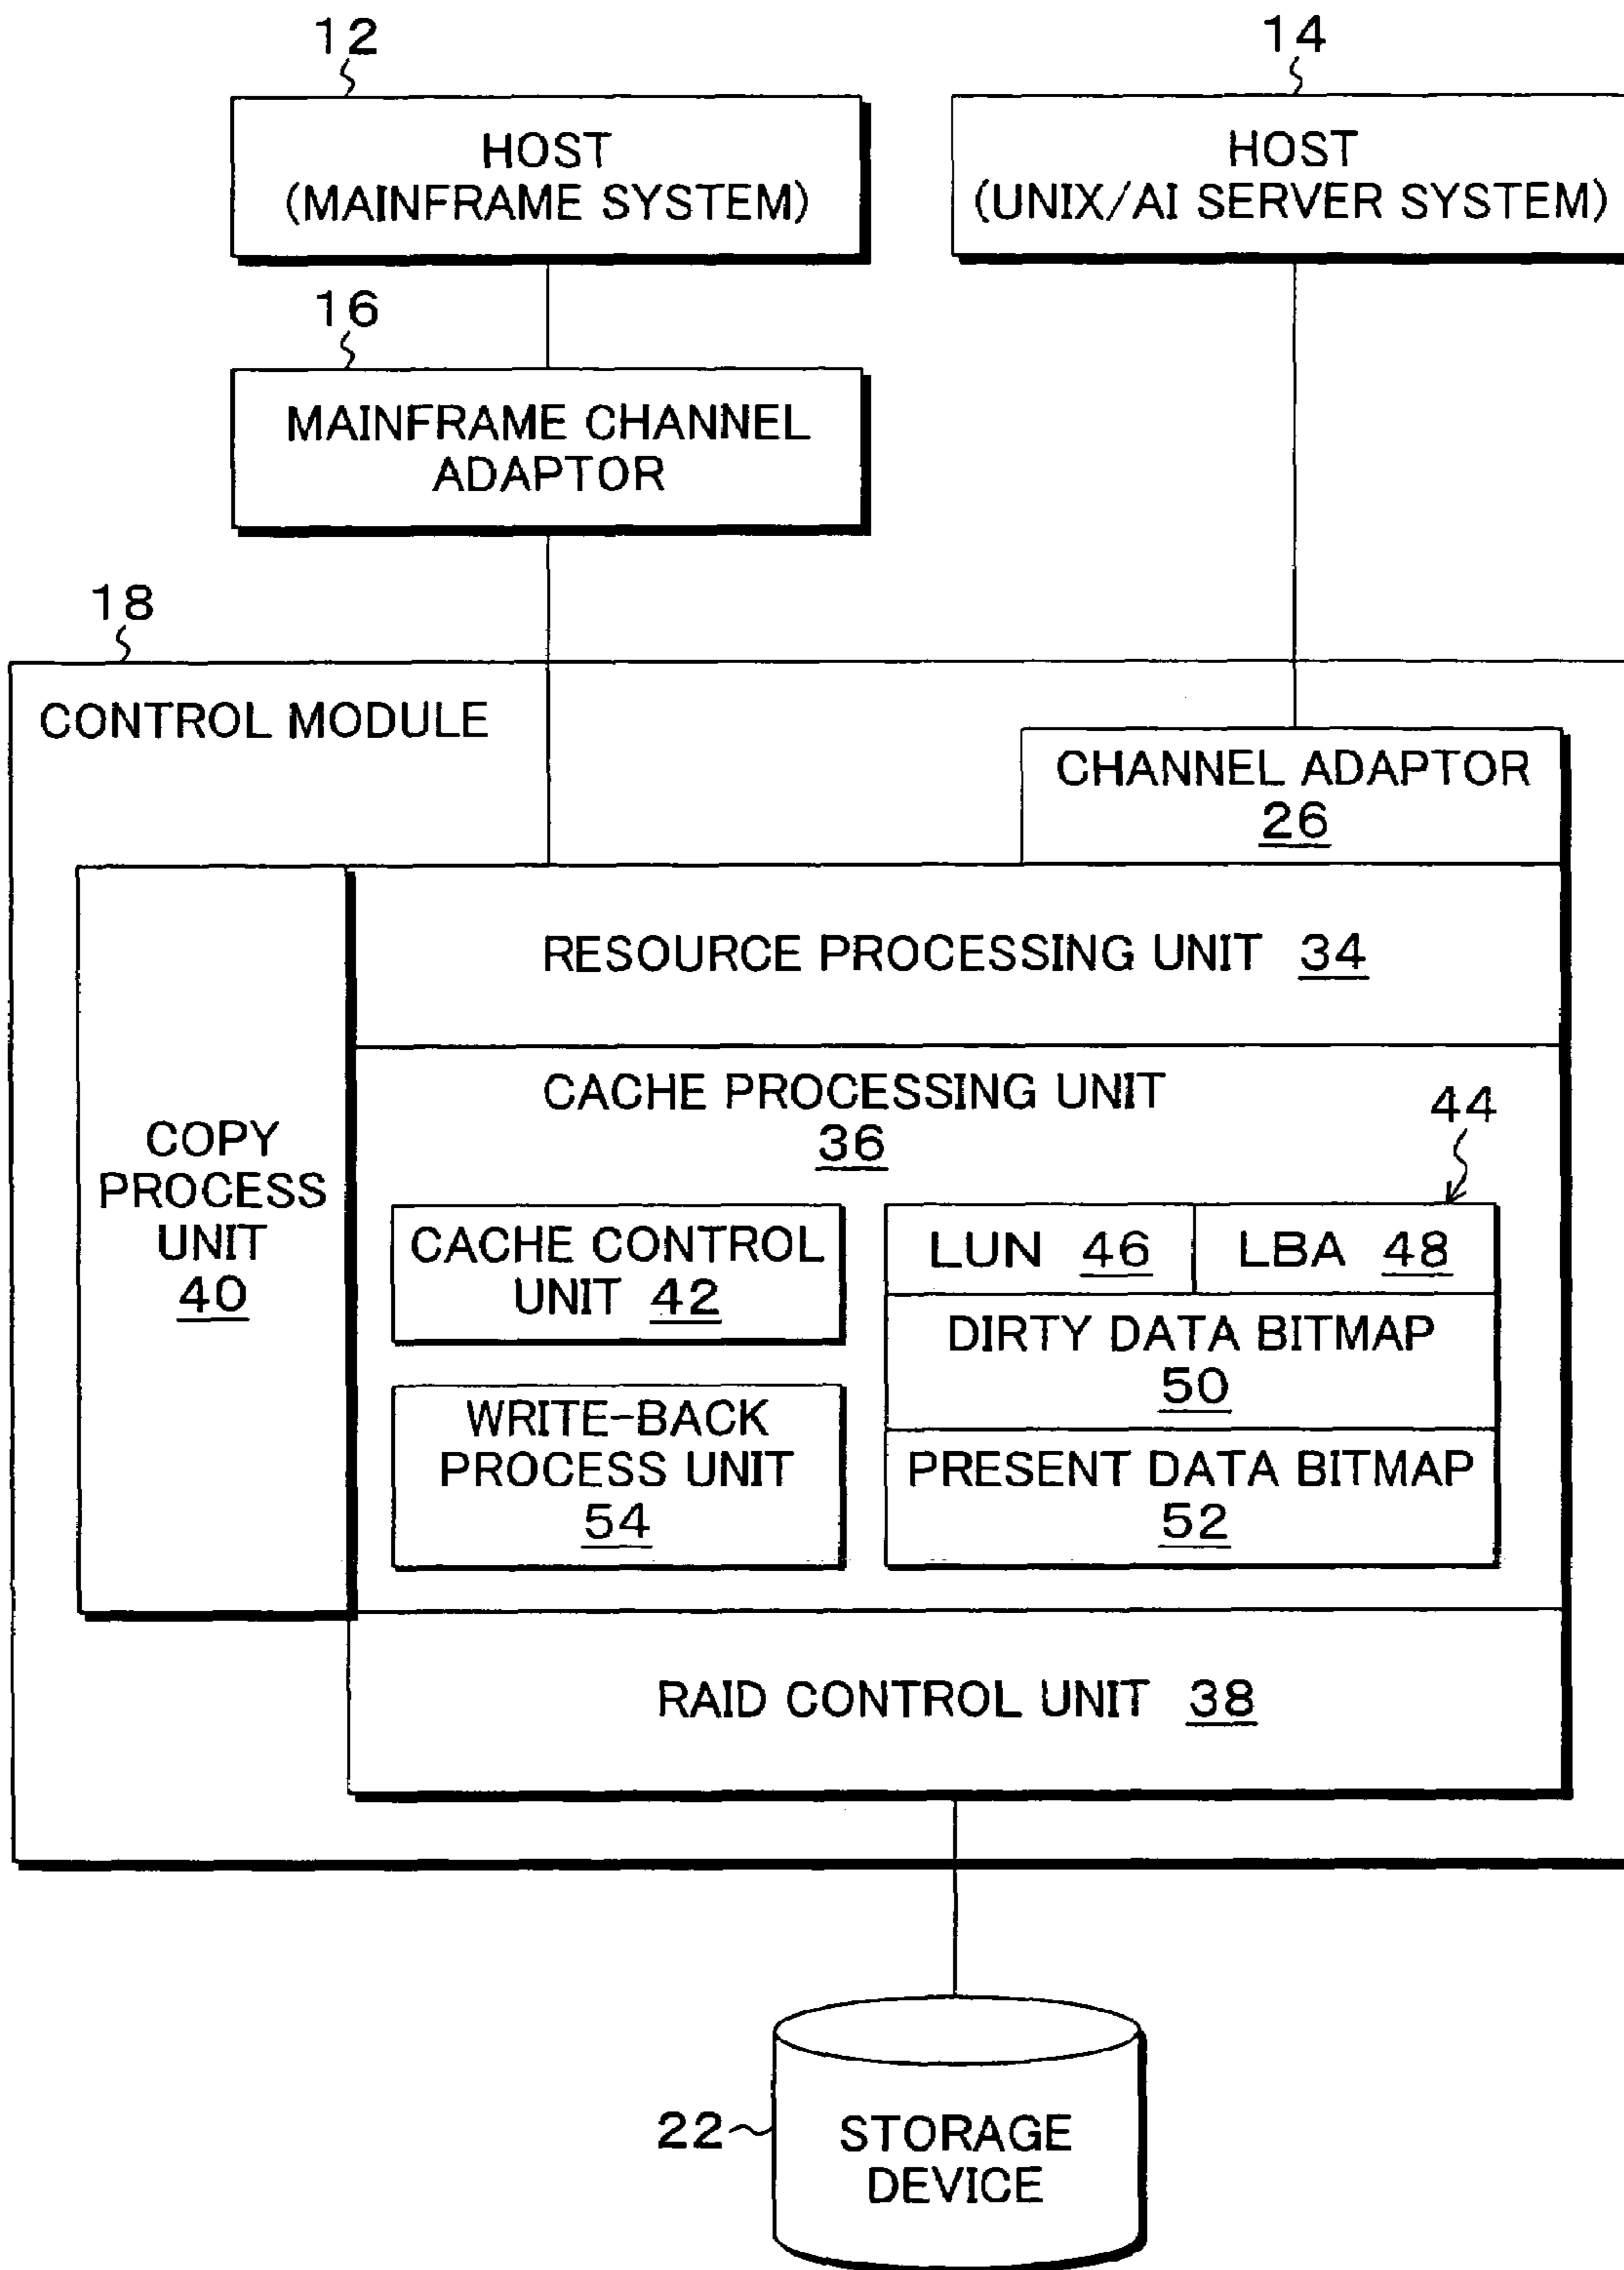 12
14
HOST
(MAINFRAME SYSTEM)
HOST
(UNIX/AI SERVER SYSTEM)
16
MAINFRAME CHANNEL
ADAPTOR
18
CONTROL MODULE
CHANNEL ADAPTOR
26
RESOURCE PROCESSING UNIT 34
COPY
PROCESS
UNIT
40
CACHE PROCESSING UNIT
36
44
CACHE CONTROL
UNIT 42
LUN 46
LBA 48
DIRTY DATA BITMAP
50
WRITE-BACK
PROCESS UNIT
54
PRESENT DATA BITMAP
52
RAID CONTROL UNIT 38
22
STORAGE
DEVICE